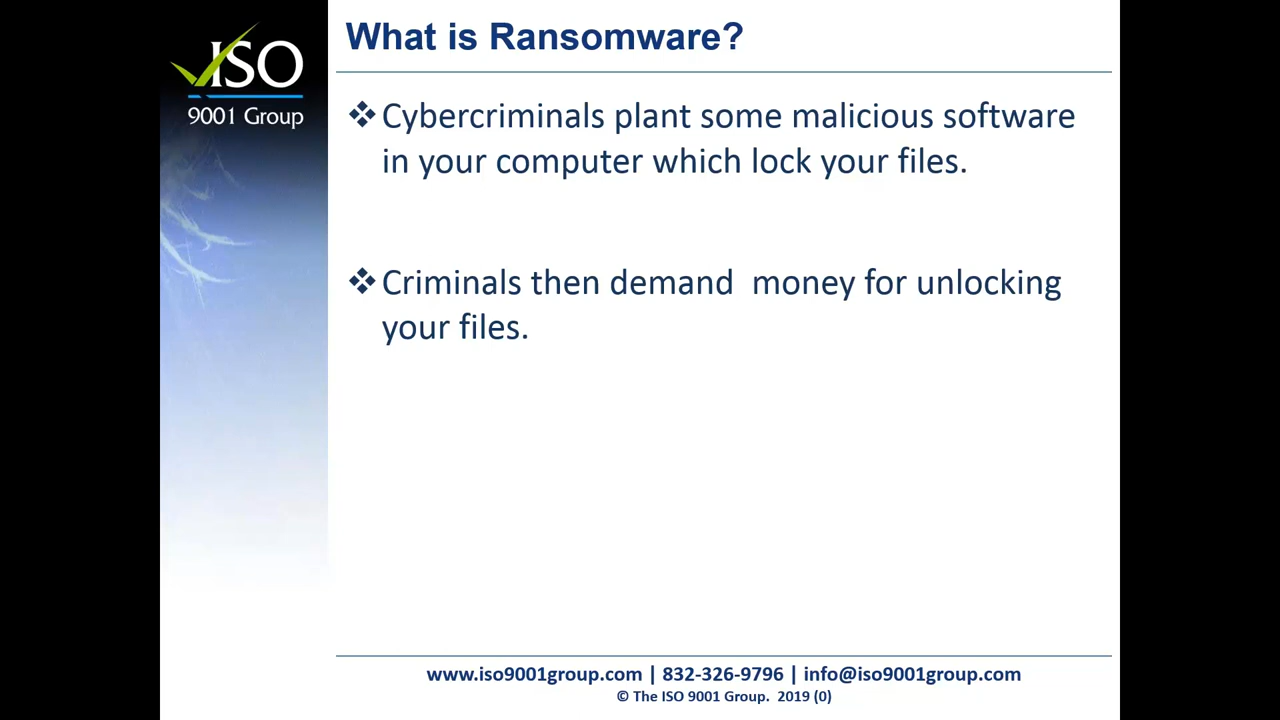 ISO
9001 Group
What is Ransomware?
❖ Cybercriminals plant some malicious software
in your computer which lock your files.
❖ Criminals then demand  money for unlocking
your files.
www.iso9001group.com | 832-326-9796 | info@iso9001group.com
© The ISO 9001 Group.  2019 (0)